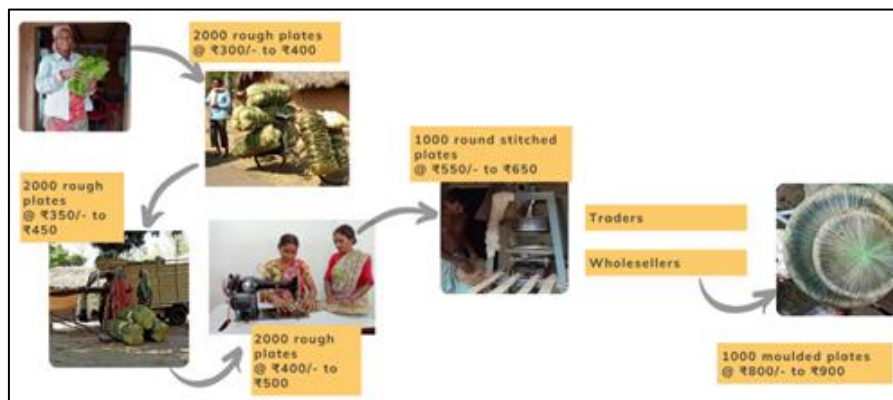 2000 rough plates
@ ₹300/- to ₹400
2000 rough
plates
@ ₹350/- to
₹450
2000 rough
plates
@ ₹400/- to
₹500
1000 round stitched
plates
@ ₹550/- to ₹650
Traders
Wholesellers
1000 moulded plates
@ ₹800/- to ₹900